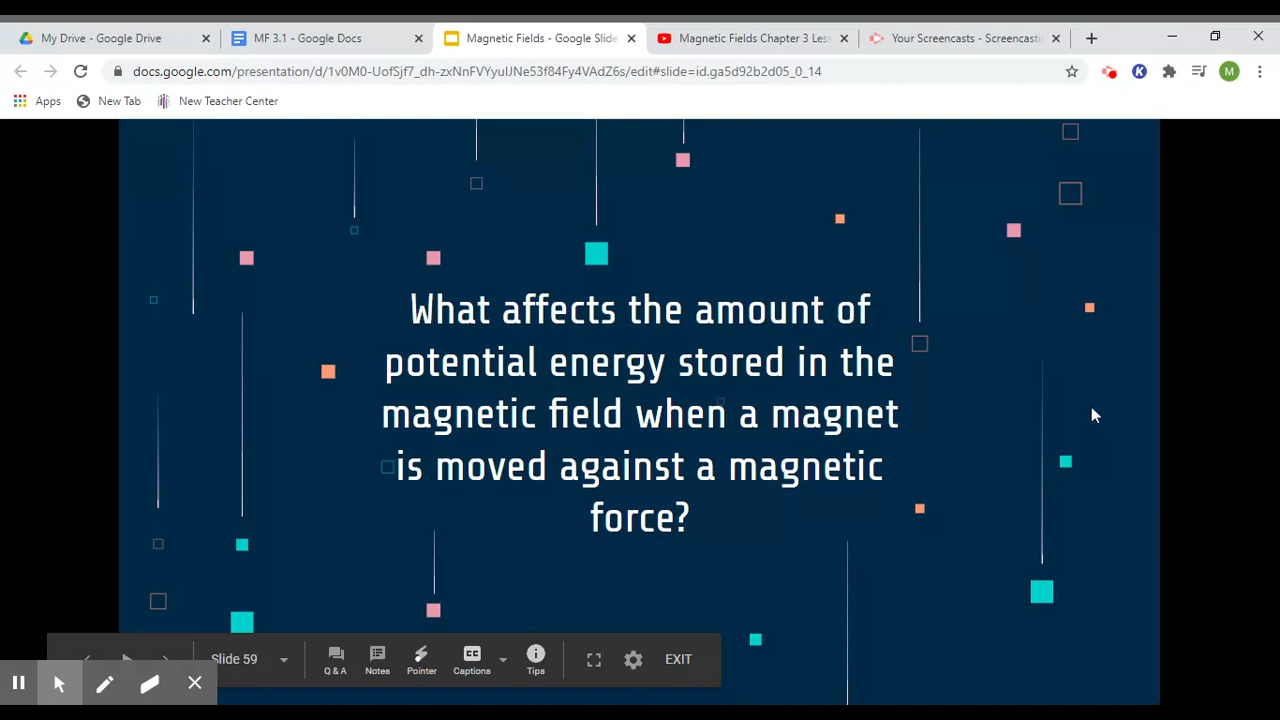 My Drive - Google Drive
MF 3.1 - Google Docs
Magnetic Fields - Google Slide
Magnetic Fields Chapter 3 Les
Your Screencasts - Screencasti
docs.google.com/presentation/d/1v0M0-UofSjf7_dh-zxNnFVYyuIJNe53f84Fy4VAdZ6s/edit#slide=id.ga5d92b2d05_0_14
M
Apps
New Tab
New Teacher Center
What affects the amount of
potential energy stored in the
magnetic field when a magnet
is moved against a magnetic
force?
Slide 59
Q & A
Notes
Pointer
Captions
Tips
EXIT